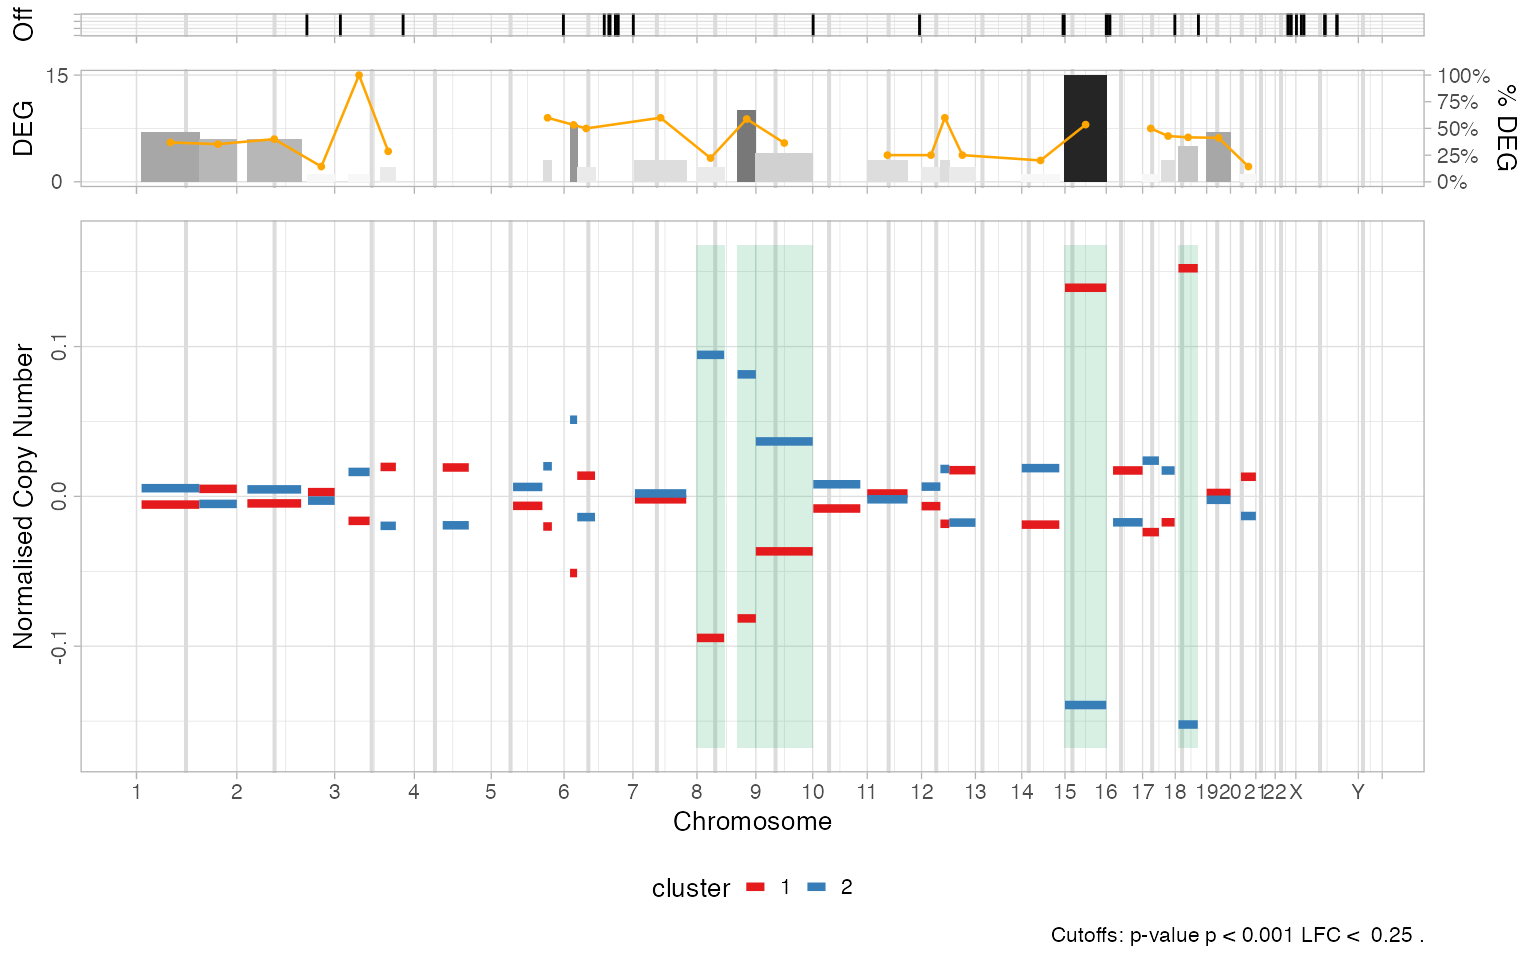 Off
15
0
DEG
100%
75%
50%
25%
0%
% DEG
0.1
0.0
-0.1
Normalised Copy Number
1 2 3 4 5 6 7 8 9 10 11 12 13 14 15 16 17 18 19 20 21 22 X Y
Chromosome
cluster 1 2
Cutoffs: p-value p < 0.001 LFC < 0.25 .